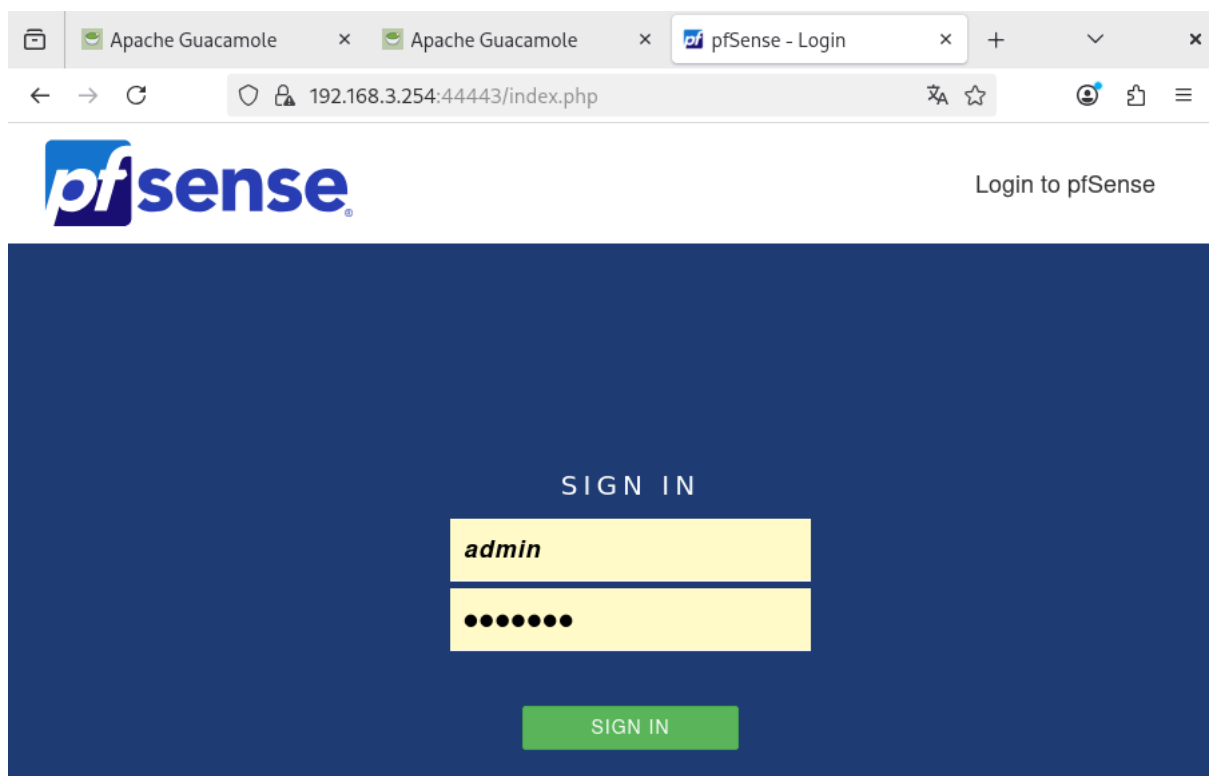 Apache Guacamole
Apache Guacamole
pf pfSense - Login
192.168.3.254:44443/index.php
pfsense
Login to pfSense
SIGN IN
admin
●●●●●●●
SIGN IN